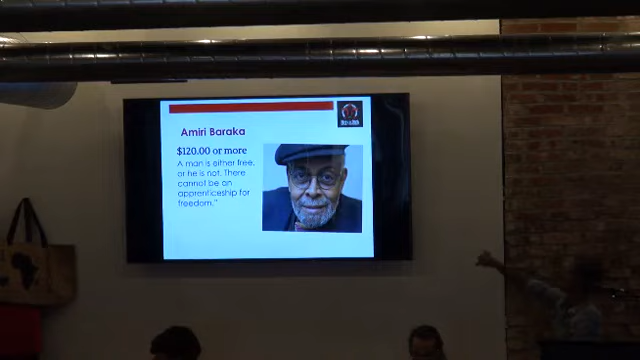 Amiri Baraka
$120.00 or more
A man is either free,
or he is not. There
cannot be an
apprenticeship for
freedom."